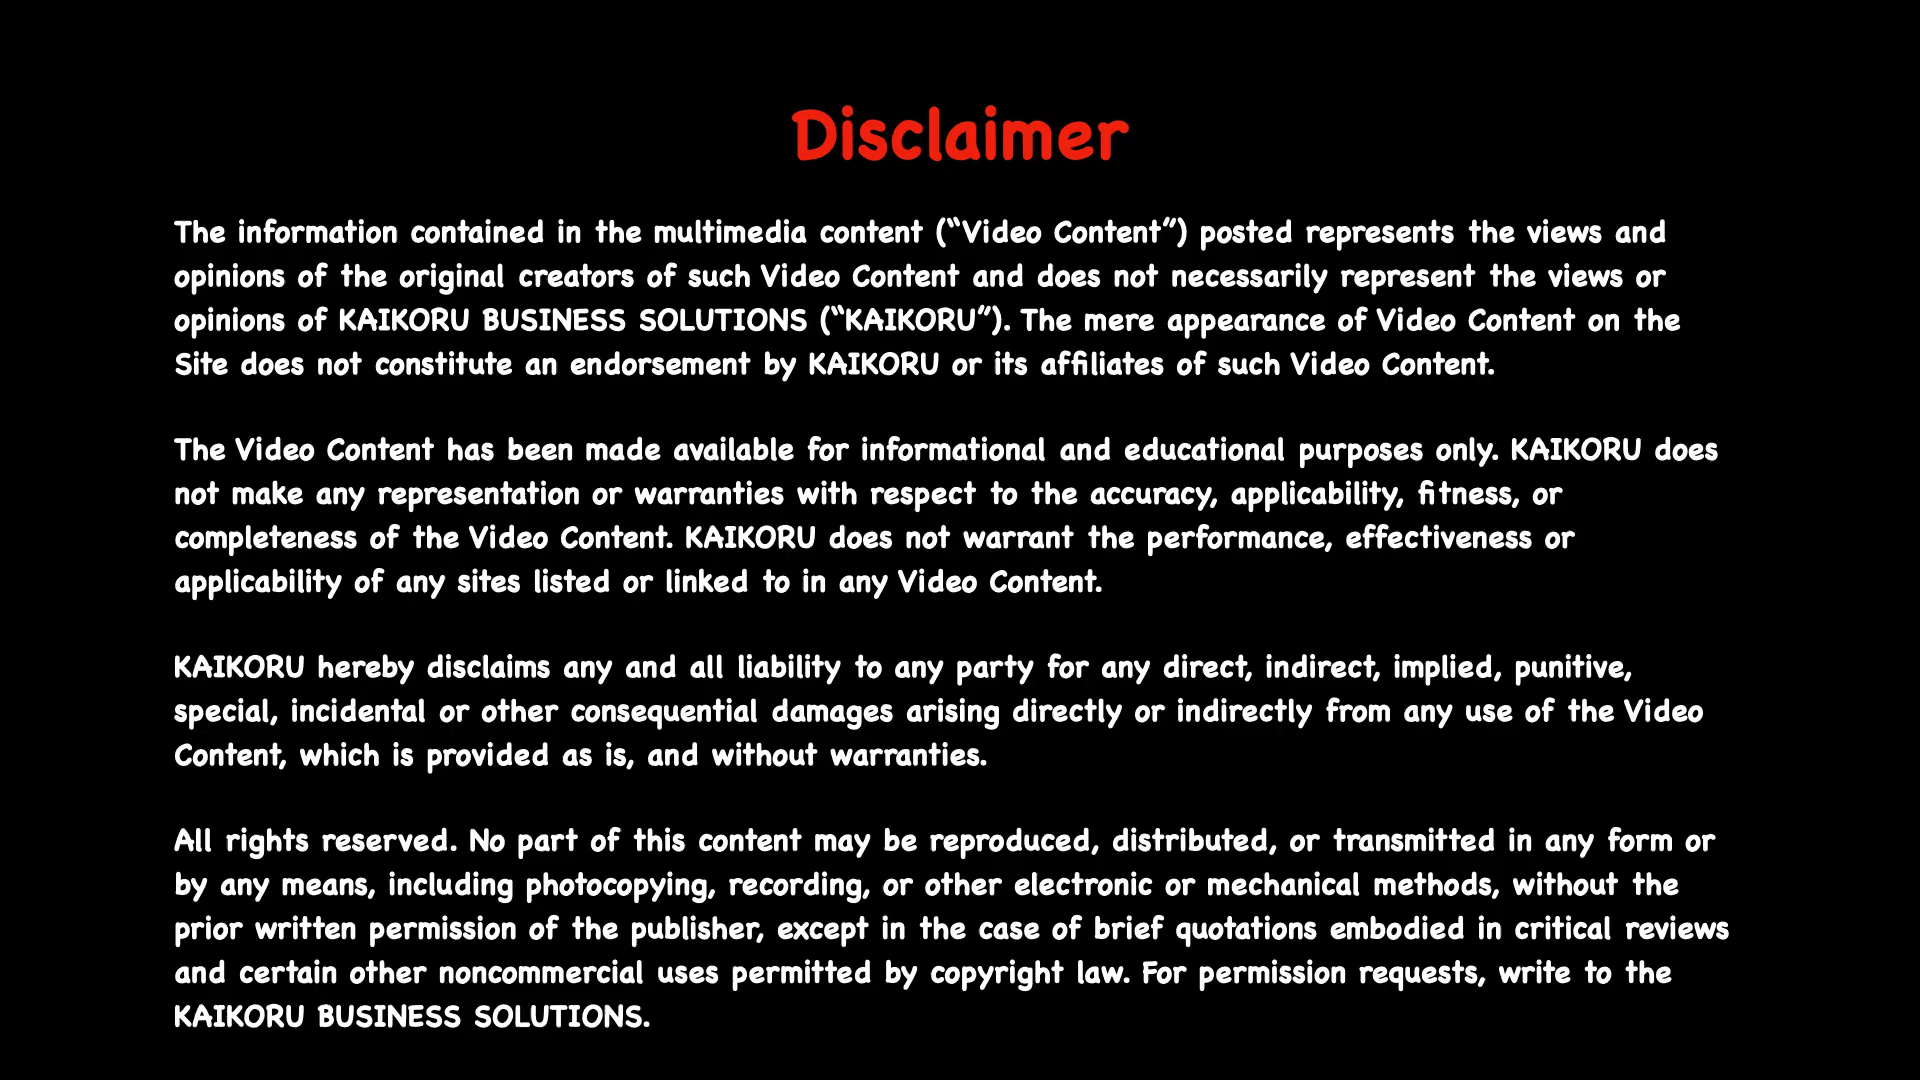 Disclaimer
The information contained in the multimedia content (“Video Content”) posted represents the views and
opinions of the original creators of such Video Content and does not necessarily represent the views or
opinions of KAIKORU BUSINESS SOLUTIONS (“KAIKORU”). The mere appearance of Video Content on the
Site does not constitute an endorsement by KAIKORU or its affiliates of such Video Content.
The Video Content has been made available for informational and educational purposes only. KAIKORU does
not make any representation or warranties with respect to the accuracy, applicability, fitness, or
completeness of the Video Content. KAIKORU does not warrant the performance, effectiveness or
applicability of any sites listed or linked to in any Video Content.
KAIKORU hereby disclaims any and all liability to any party for any direct, indirect, implied, punitive,
special, incidental or other consequential damages arising directly or indirectly from any use of the Video
Content, which is provided as is, and without warranties.
All rights reserved. No part of this content may be reproduced, distributed, or transmitted in any form or
by any means, including photocopying, recording, or other electronic or mechanical methods, without the
prior written permission of the publisher, except in the case of brief quotations embodied in critical reviews
and certain other noncommercial uses permitted by copyright law. For permission requests, write to the
KAIKORU BUSINESS SOLUTIONS.